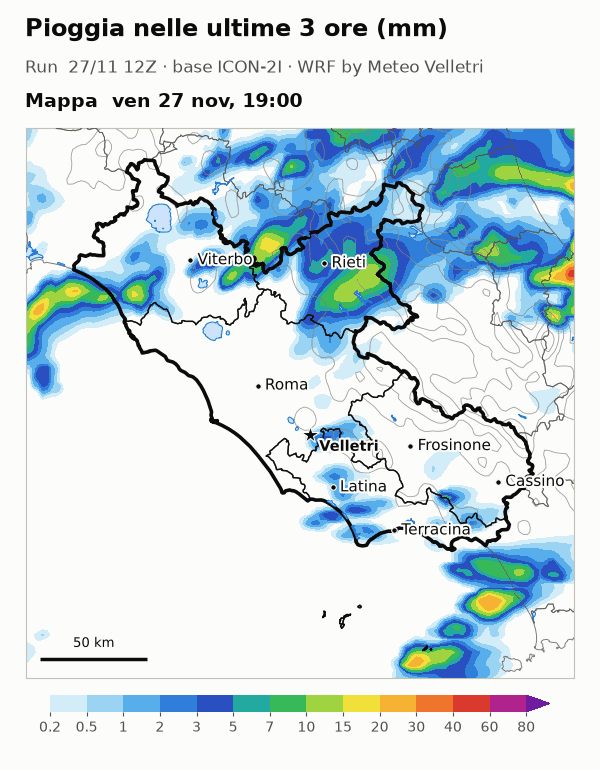 Pioggia nelle ultime 3 ore (mm)
Run  27/11 12Z · base ICON-2I · WRF by Meteo Velletri
Mappa  ven 27 nov, 19:00
Viterbo
Rieti
Roma
Velletri
Frosinone
Latina
Cassino
Terracina
50 km
0.2 0.5 1 2 3 5 7 10 15 20 30 40 60 80